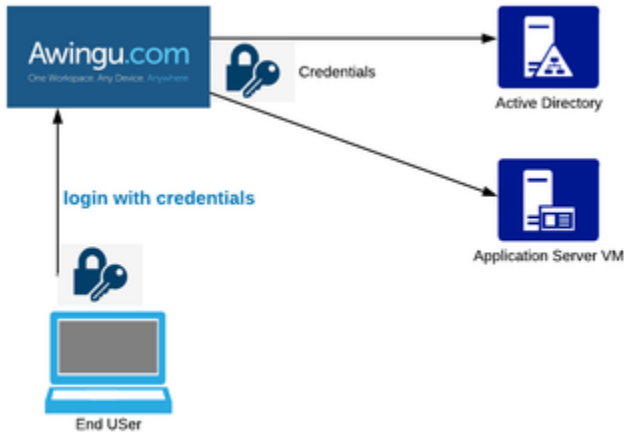 Awingu.com
One Workspace. Any Device. Anywhere.
Credentials
Active Directory
login with credentials
Application Server VM
End USer